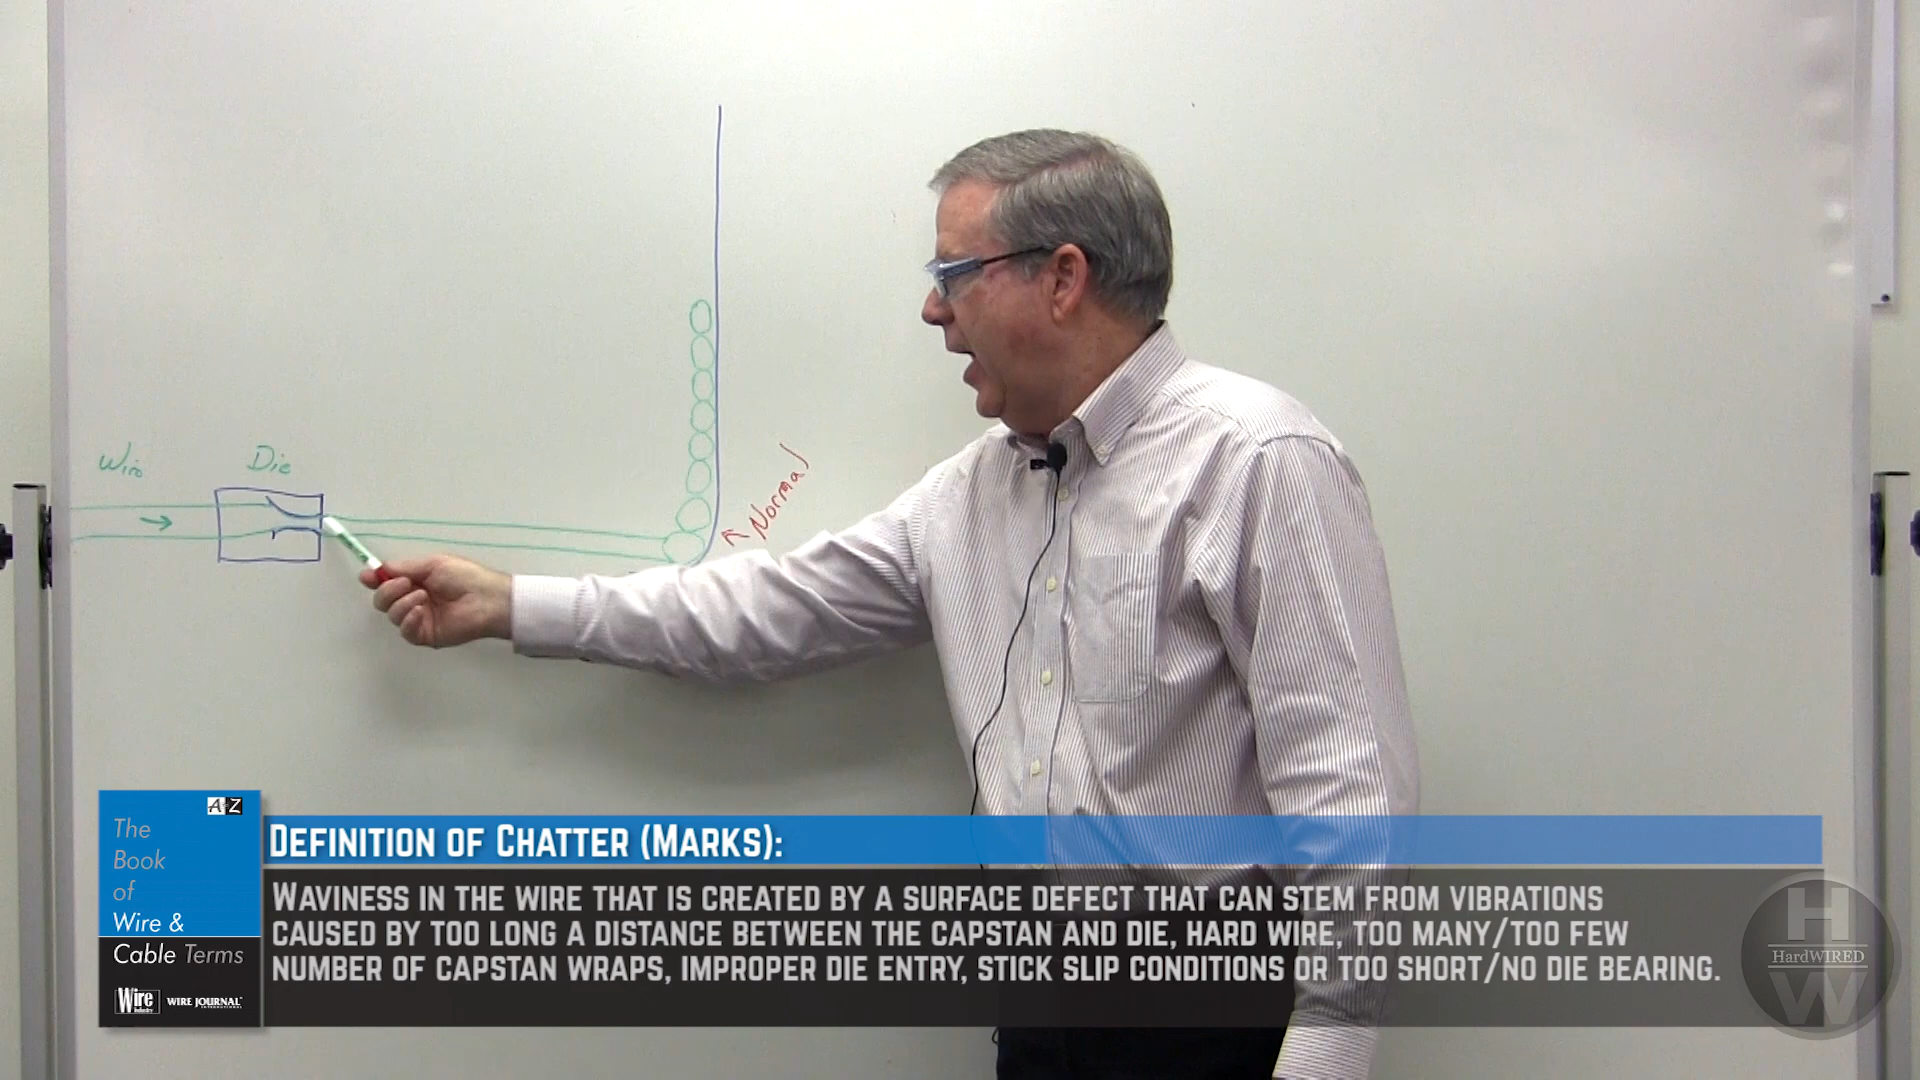 Wire
Die
Normal
A-Z
The
Book
of
Wire &
Cable Terms
Wire
Industry
WIRE JOURNAL
INTERNATIONAL
DEFINITION OF CHATTER (MARKS):
WAVINESS IN THE WIRE THAT IS CREATED BY A SURFACE DEFECT THAT CAN STEM FROM VIBRATIONS
CAUSED BY TOO LONG A DISTANCE BETWEEN THE CAPSTAN AND DIE, HARD WIRE, TOO MANY/TOO FEW
NUMBER OF CAPSTAN WRAPS, IMPROPER DIE ENTRY, STICK SLIP CONDITIONS OR TOO SHORT/NO DIE BEARING.
H
HardWIRED
W